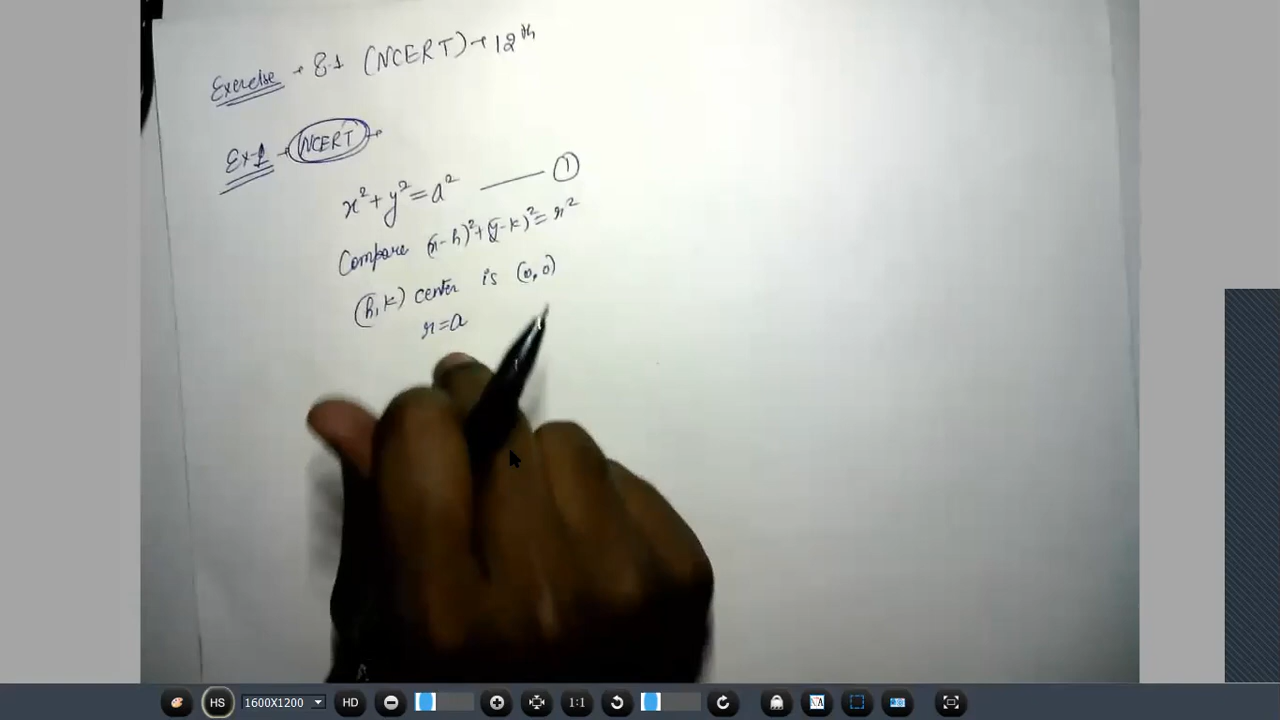 Exercise → 8.1 (NCERT) → 12th
Ex-1 → NCERT →
x² + y² = a² —— ①
Compare (x-h)² + (y-k)² = r²
(h,k) center is (0,0)
r = a
HS
1600X1200
HD
1:1